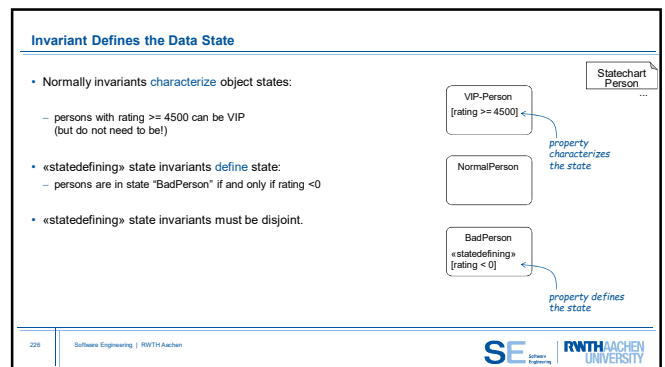 Invariant Defines the Data State
• Normally invariants characterize object states:
– persons with rating >= 4500 can be VIP
(but do not need to be!)
• «statedefining» state invariants define state:
– persons are in state “BadPerson” if and only if rating <0
• «statedefining» state invariants must be disjoint.
Statechart
Person
...
VIP-Person
[rating >= 4500]
property
characterizes
the state
NormalPerson
BadPerson
«statedefining»
[rating < 0]
property defines
the state
226
Software Engineering | RWTH Aachen
SE Software
Engineering
RWTHAACHEN
UNIVERSITY